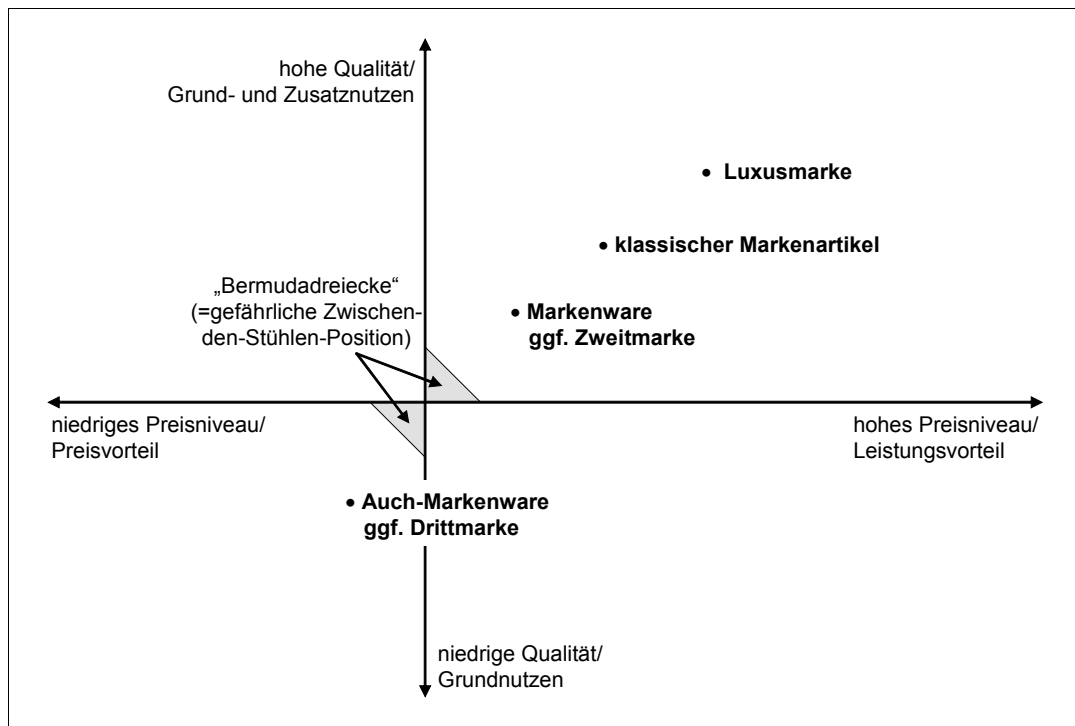 hohe Qualität/
Grund- und Zusatznutzen
• Luxusmarke
• klassischer Markenartikel
„Bermudadreiecke“
(=gefährliche Zwischen-
den-Stühlen-Position)
• Markenware
ggf. Zweitmarke
niedriges Preisniveau/
Preisvorteil
hohes Preisniveau/
Leistungsvorteil
• Auch-Markenware
ggf. Drittmarke
niedrige Qualität/
Grundnutzen